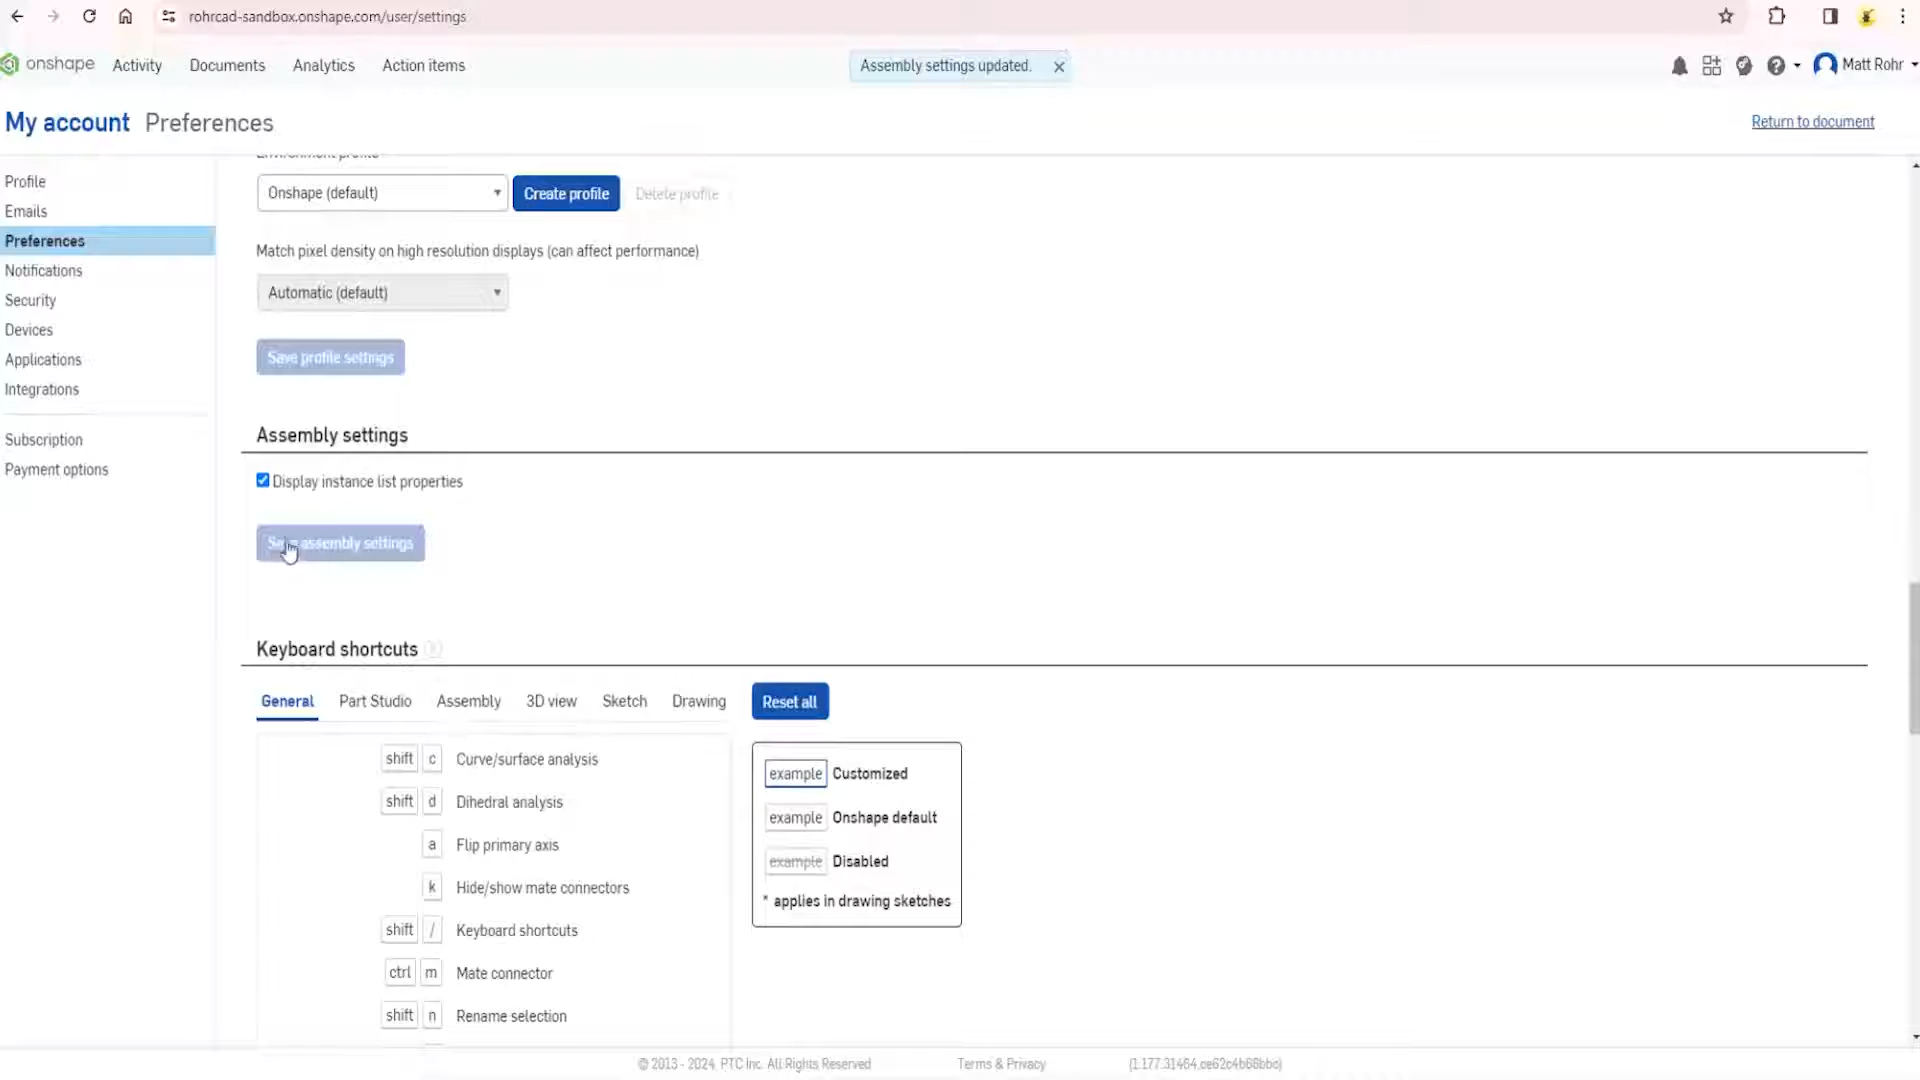 rohrcad-sandbox.onshape.com/user/settings
onshape Activity Documents Analytics Action items
Assembly settings updated.
Matt Rohr
My account Preferences
Return to document
Profile
Emails
Preferences
Notifications
Security
Devices
Applications
Integrations
Subscription
Payment options
Environment profile
Onshape (default) Create profile Delete profile
Match pixel density on high resolution displays (can affect performance)
Automatic (default)
Save profile settings
Assembly settings
Display instance list properties
Save assembly settings
Keyboard shortcuts
General Part Studio Assembly 3D view Sketch Drawing Reset all
shift c Curve/surface analysis
shift d Dihedral analysis
a Flip primary axis
k Hide/show mate connectors
shift / Keyboard shortcuts
ctrl m Mate connector
shift n Rename selection
example Customized
example Onshape default
example Disabled
* applies in drawing sketches
© 2013 - 2024, PTC Inc. All Rights Reserved Terms & Privacy